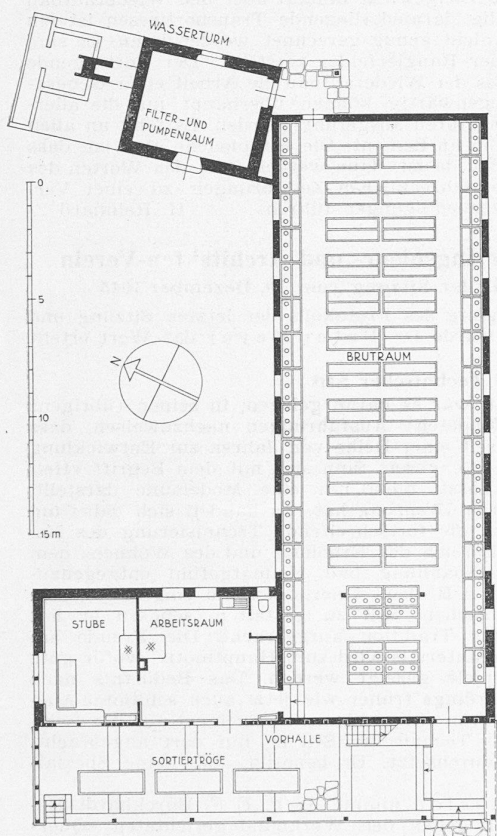 WASSERTURM
FILTER-UND
PUMPENRAUM
0
5
N
BRUTRAUM
10
15 m
STUBE
ARBEITSRAUM
VORHALLE
SORTIERTRÖGE